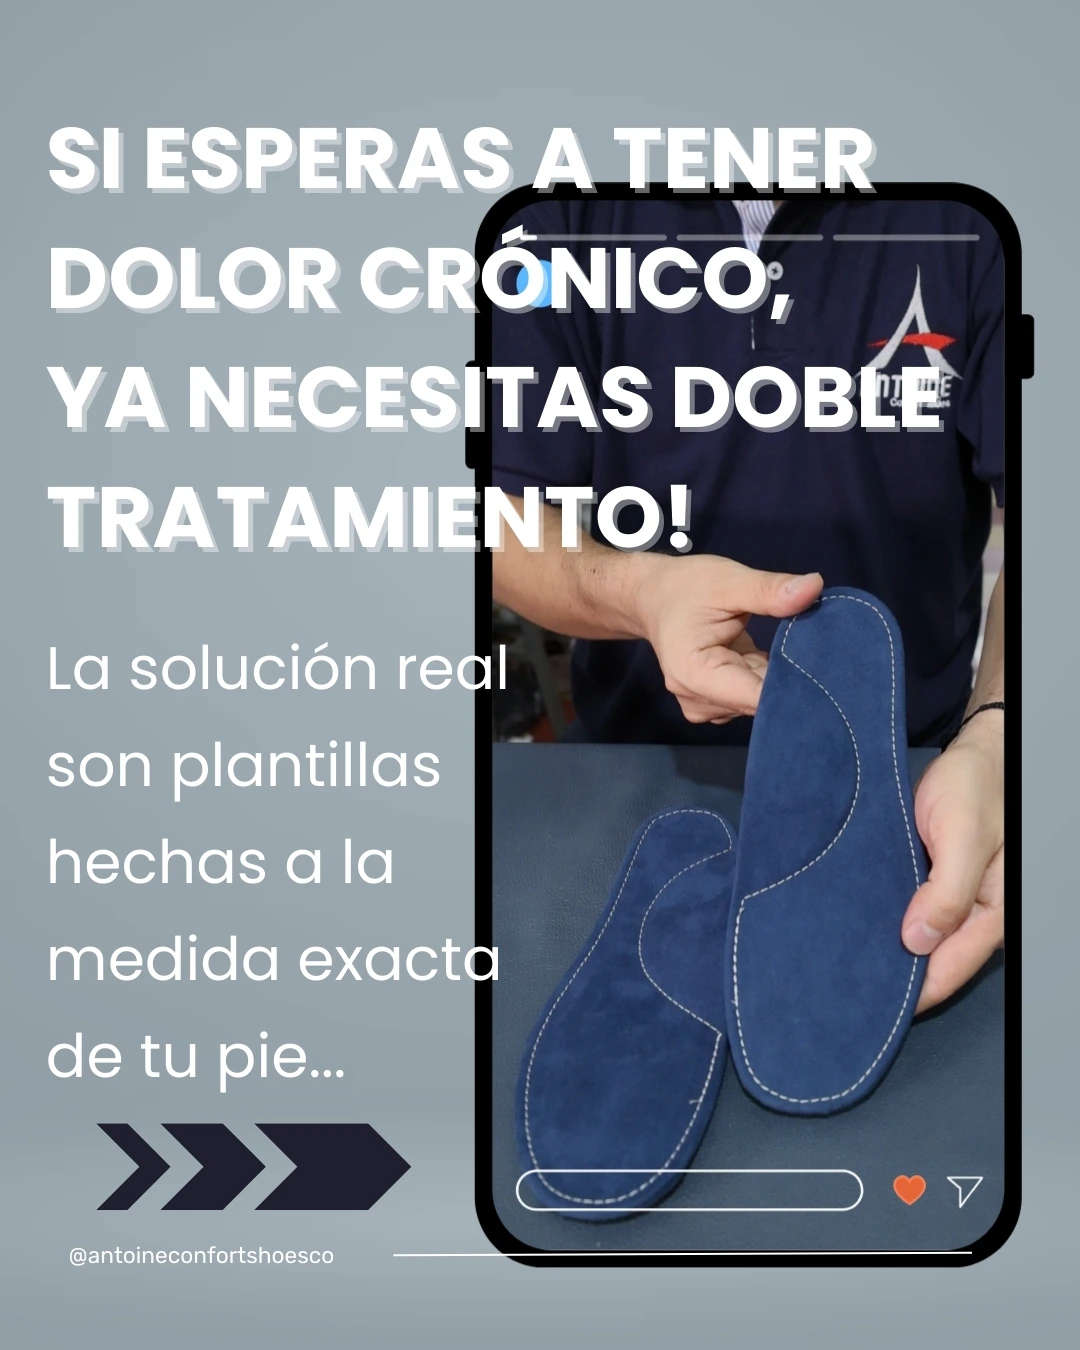 SI ESPERAS A TENER
DOLOR CRÓNICO,
YA NECESITAS DOBLE
TRATAMIENTO!
La solución real
son plantillas
hechas a la
medida exacta
de tu pie...
@antoineconfortshoesco